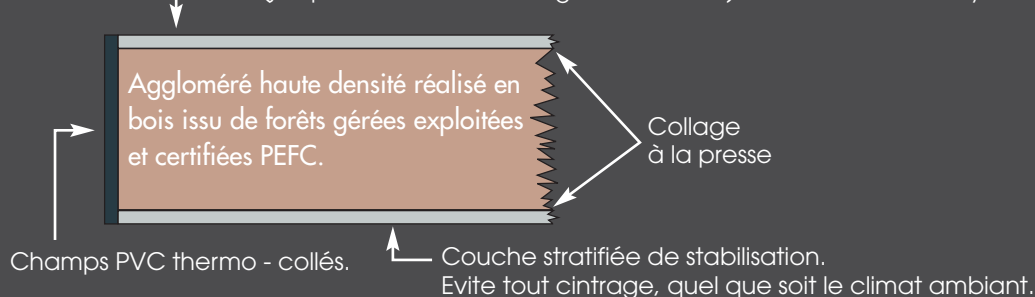 Aggloméré haute densité réalisé en
bois issu de forêts gérées exploitées
et certifiées PEFC.
Collage
à la presse
Champs PVC thermo - collés.
Couche stratifiée de stabilisation.
Evite tout cintrage, quel que soit le climat ambiant.